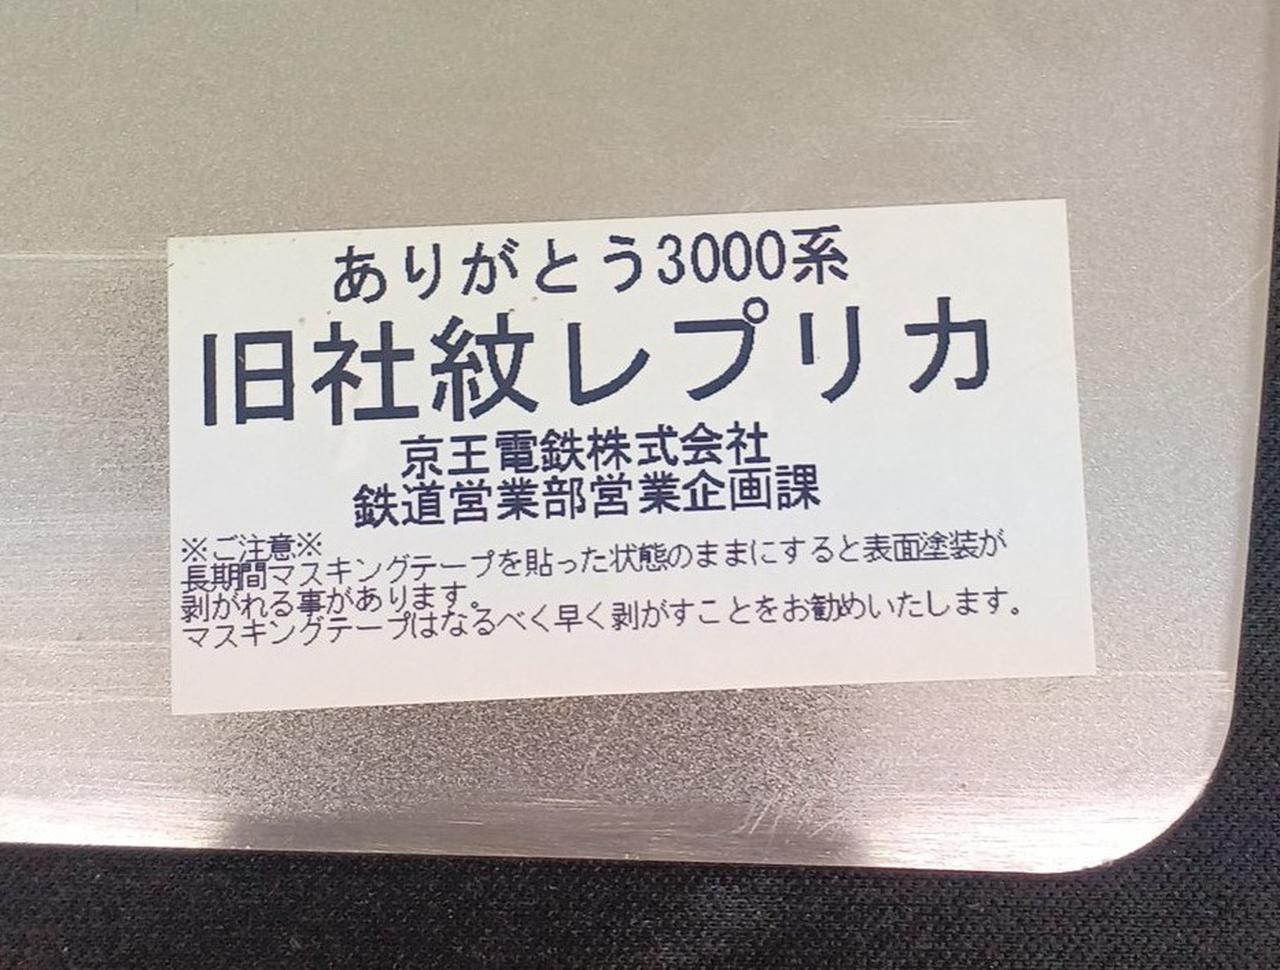 ありがとう3000系
旧社紋レプリカ
京王電鉄株式会社
鉄道営業部営業企画課
※ご注意※
長期間マスキングテープを貼った状態のままにすると表面塗装が
剥がれる事があります。
マスキングテープはなるべく早く剥がすことをお勧めいたします。